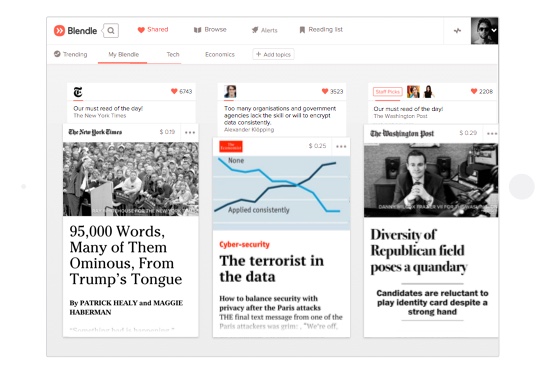 Blendle
Shared
Browse
Alerts
Reading list
Trending
My Blendle
Tech
Economics
+ Add topics
6743
Our must read of the day!
The New York Times
The New York Times
$ 0.19
95,000 Words,
Many of Them
Ominous, From
Trump's Tongue
By PATRICK HEALY and MAGGIE
HABERMAN
3523
Too many organisations and government
agencies lack the skill or will to encrypt
data consistently.
Alexander Klöpping
The Economist
$ 0.25
None
Applied consistently
Cyber-security
The terrorist in
the data
How to balance security with
privacy after the Paris attacks
THE final text message from one of the
Paris attackers was grim: . "We're off,
Staff Picks
2208
Our must read of the day!
The Washington Post
The Washington Post
$ 0.29
Diversity of
Republican field
poses a quandary
Candidates are reluctant to
play identity card despite a
strong hand